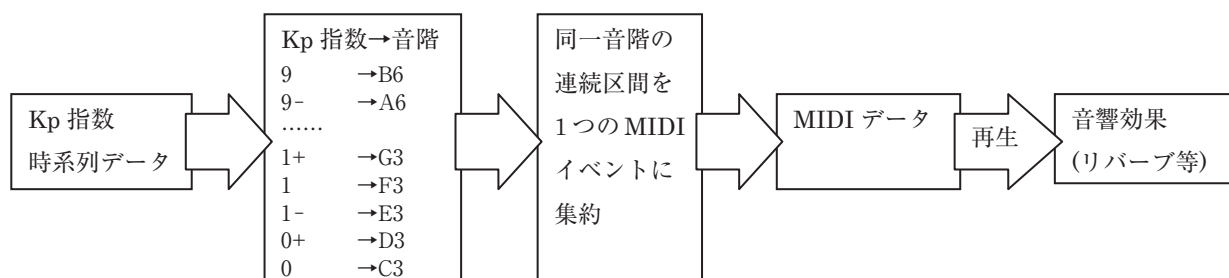 Kp 指数
時系列データ
Kp 指数→音階
9 →B6
9- →A6
……
1+ →G3
1 →F3
1- →E3
0+ →D3
0 →C3
同一音階の
連続区間を
1つの MIDI
イベントに
集約
MIDI データ
再生
音響効果
(リバーブ等)